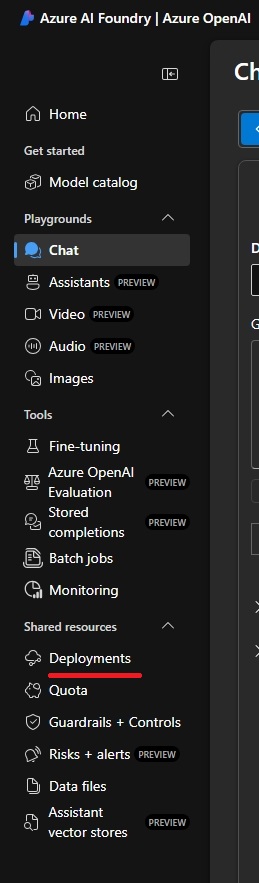 Azure AI Foundry | Azure OpenAI
Home
Get started
Model catalog
Playgrounds
Chat
Assistants PREVIEW
Video PREVIEW
Audio PREVIEW
Images
Tools
Fine-tuning
Azure OpenAI
Evaluation PREVIEW
Stored
completions PREVIEW
Batch jobs
Monitoring
Shared resources
Deployments
Quota
Guardrails + Controls
Risks + alerts PREVIEW
Data files
Assistant
vector stores PREVIEW
Ch
D
G